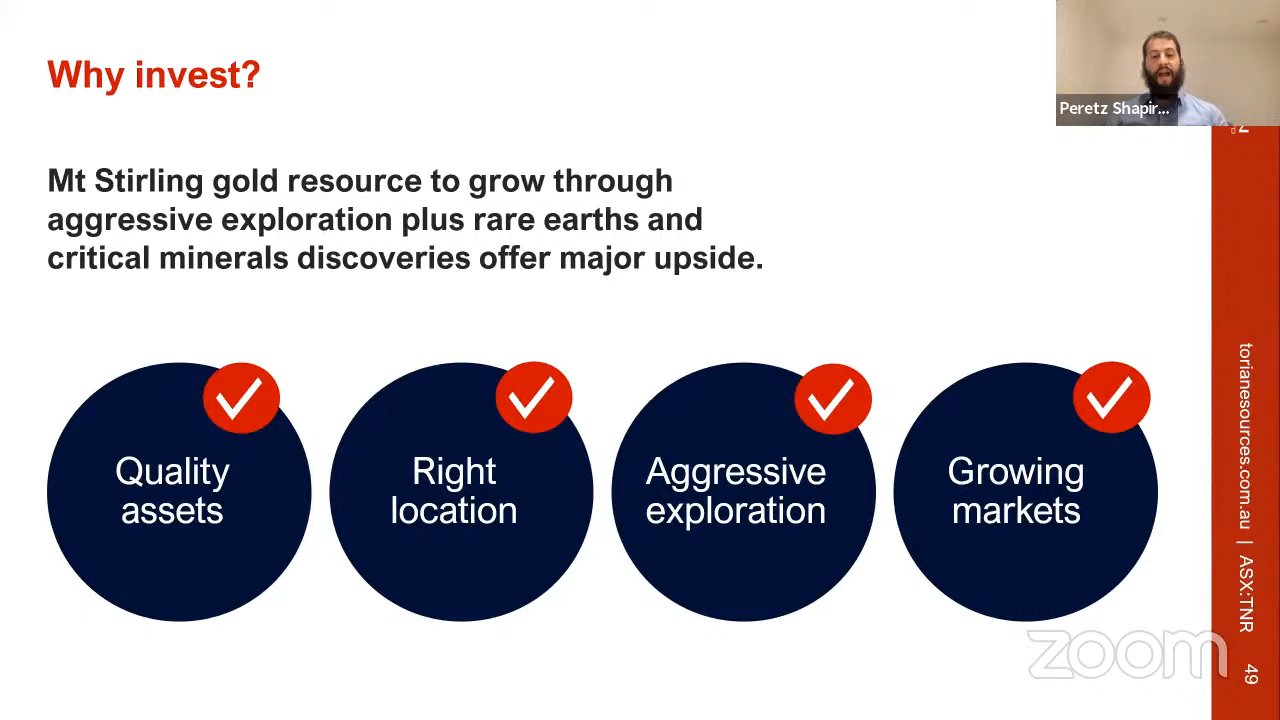 Why invest?
Peretz Shapir...
Mt Stirling gold resource to grow through
aggressive exploration plus rare earths and
critical minerals discoveries offer major upside.
Quality
assets
Right
location
Aggressive
exploration
Growing
markets
torianesources.com.au | ASX:TNR
49
zoom